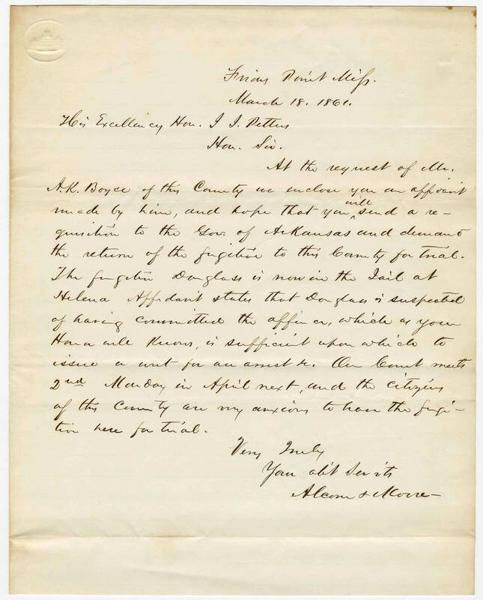 Friars Point Miss.
March 18. 1861.
His Excellency Hon. J. J. Pettus
Hon. Sir.
At the request of Mr.
A.K. Boyce of this County we enclose you an affidavit
made by him, and hope that you will send a re-
quisition to the Gov. of Arkansas and demand
the return of the fugitive to this County for trial.
The fugitive Douglass is now in the Jail at
Helena Affidavit states that Douglass is suspected
of having committed the offence, which as your
Honor will know, is sufficient upon which to
issue a writ for an arrest &c. Our Court meets
2nd Monday in April next, and the citizens
of this County are very anxious to have the fugi-
tive here for trial.
Very Truly
Your obt Servts
Alcorn & Moore